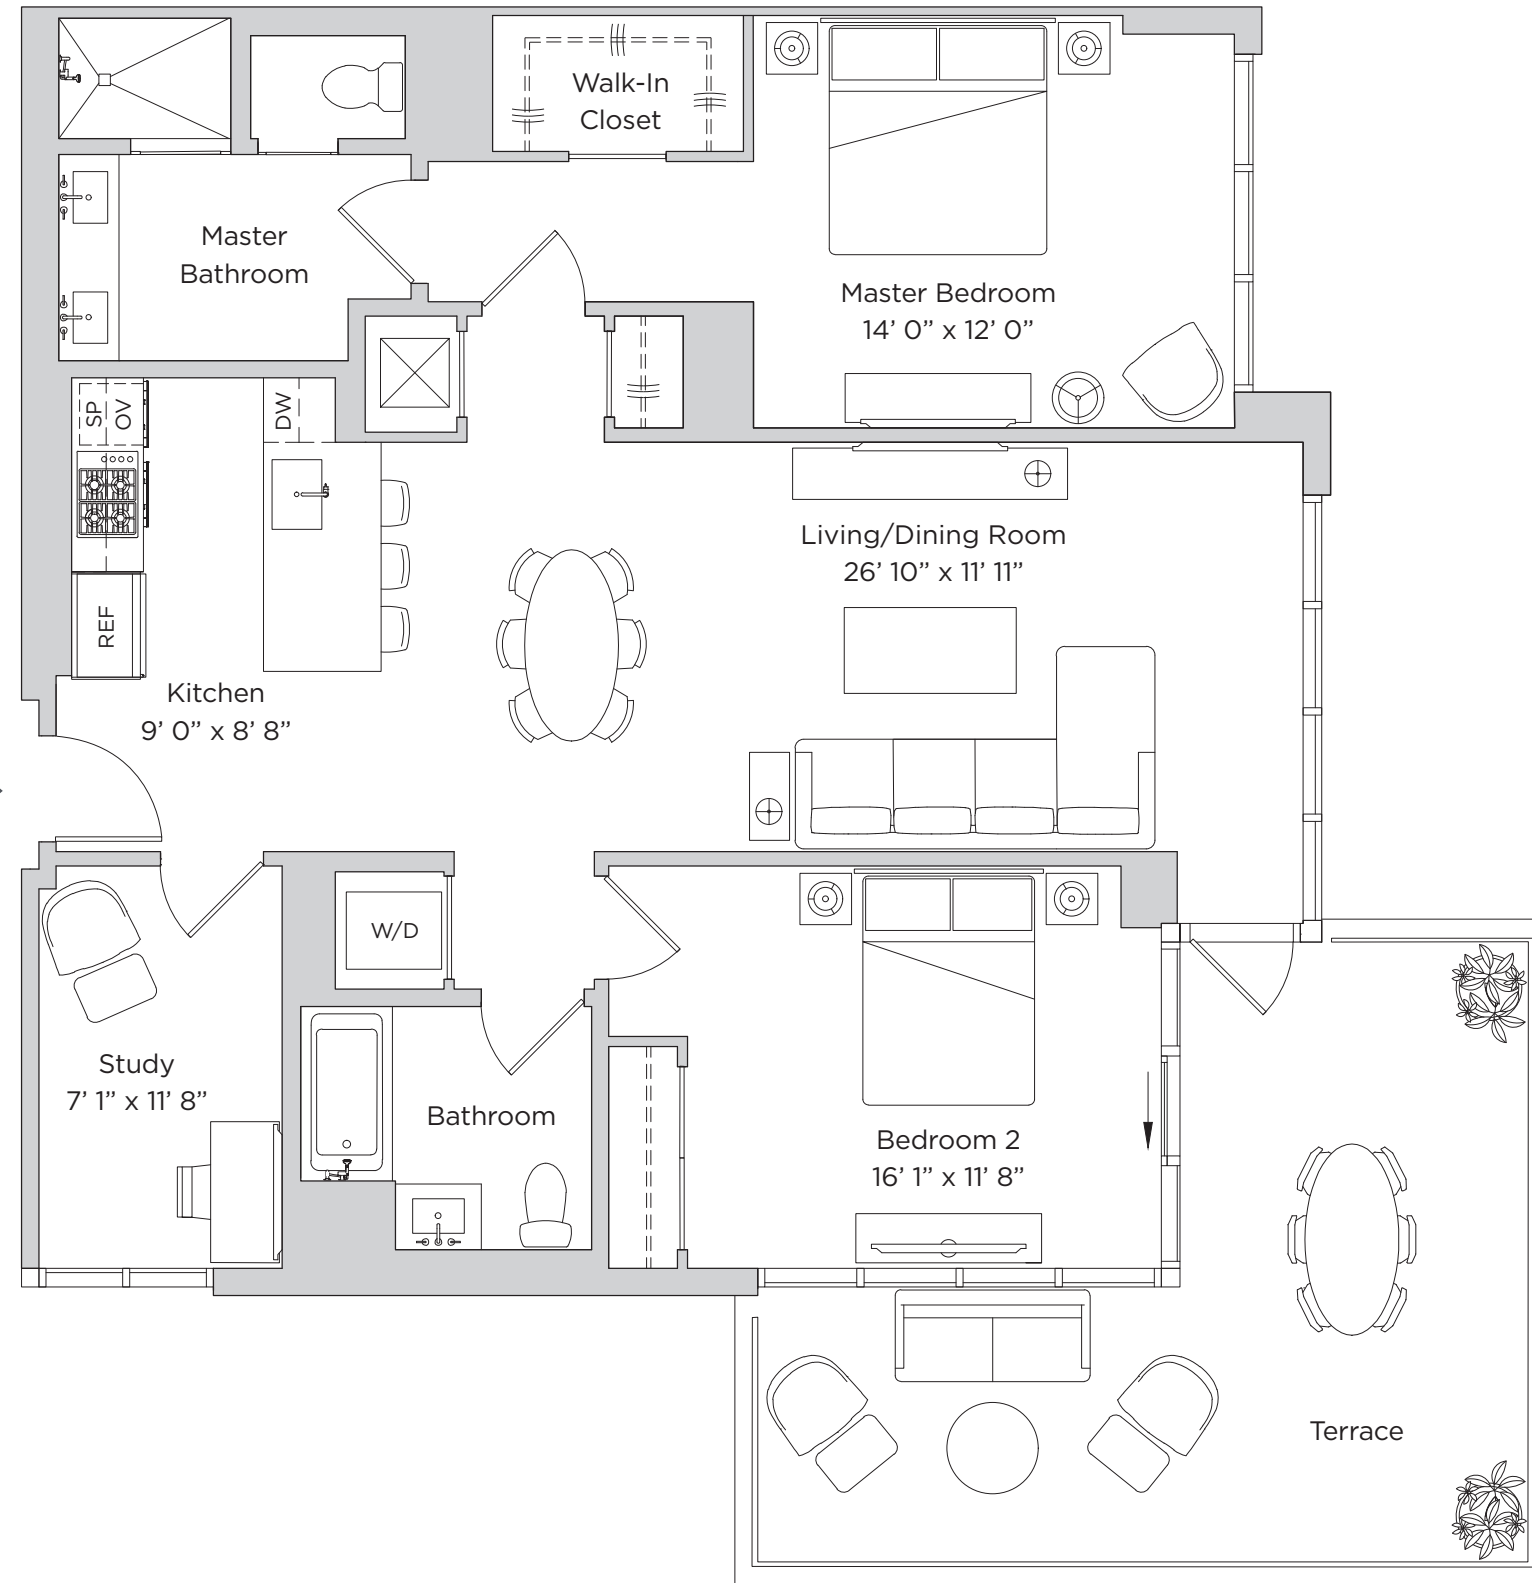 Walk-In
Closet
Master
Bathroom
Master Bedroom
14’ 0” x 12’ 0”
SP
OV
DW
REF
Living/Dining Room
26’ 10” x 11’ 11”
Kitchen
9’ 0” x 8’ 8”
W/D
Study
7’ 1” x 11’ 8”
Bathroom
Bedroom 2
16’ 1” x 11’ 8”
Terrace